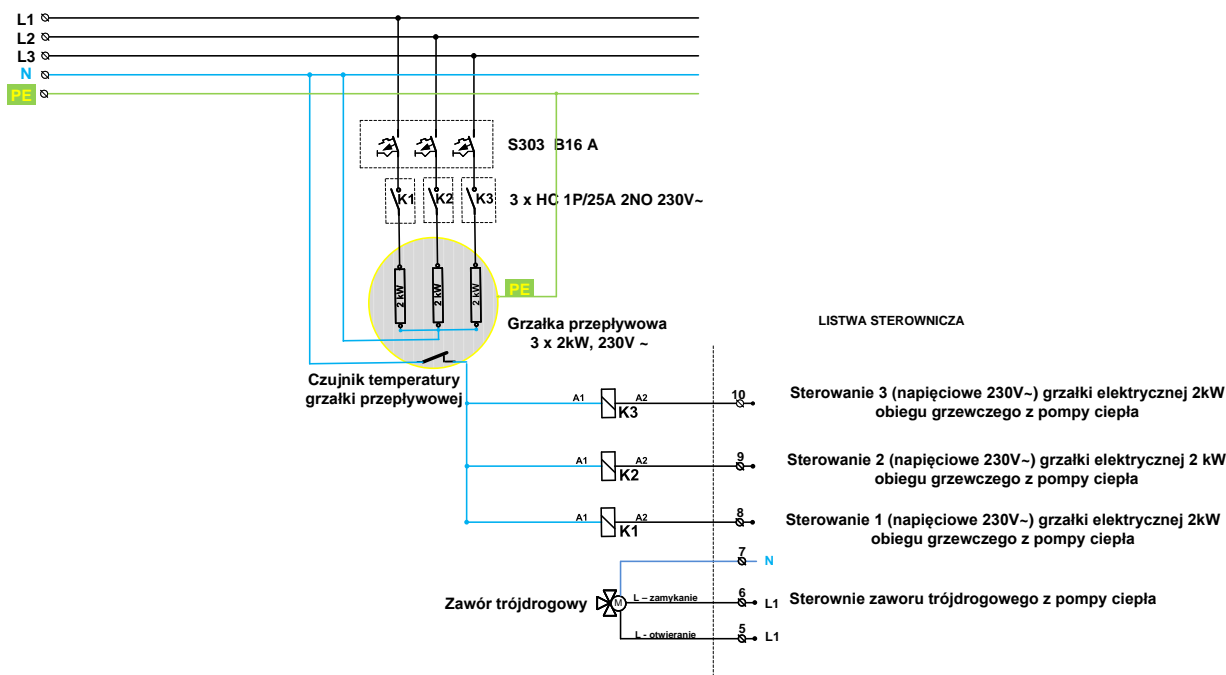 L1
L2
L3
N
PE
S303 B16 A
K1
K2
K3
3 x HC 1P/25A 2NO 230V~
2 kW
2 kW
2 kW
PE
Grzałka przepływowa
3 x 2kW, 230V ~
LISTWA STEROWNICZA
Czujnik temperatury
grzałki przepływowej
A1
A2
K3
10
Sterowanie 3 (napięciowe 230V~) grzałki elektrycznej 2kW
obiegu grzewczego z pompy ciepła
A1
A2
K2
9
Sterowanie 2 (napięciowe 230V~) grzałki elektrycznej 2 kW
obiegu grzewczego z pompy ciepła
A1
A2
K1
8
Sterowanie 1 (napięciowe 230V~) grzałki elektrycznej 2kW
obiegu grzewczego z pompy ciepła
7
N
Zawór trójdrogowy
M
L – zamykanie
6
L1
Sterownie zaworu trójdrogowego z pompy ciepła
L - otwieranie
5
L1